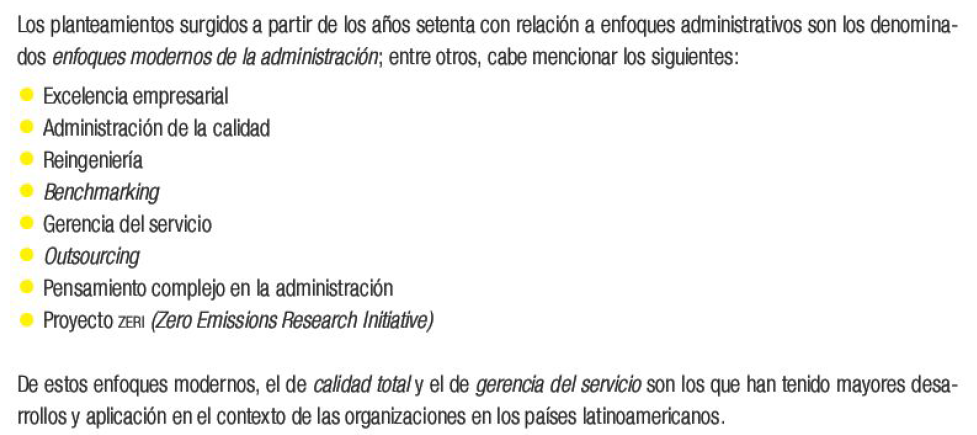 Los planteamientos surgidos a partir de los años setenta con relación a enfoques administrativos son los denomina-
dos enfoques modernos de la administración; entre otros, cabe mencionar los siguientes:
● Excelencia empresarial
● Administración de la calidad
● Reingeniería
● Benchmarking
● Gerencia del servicio
● Outsourcing
● Pensamiento complejo en la administración
● Proyecto ZERI (Zero Emissions Research Initiative)
De estos enfoques modernos, el de calidad total y el de gerencia del servicio son los que han tenido mayores desa-
rrollos y aplicación en el contexto de las organizaciones en los países latinoamericanos.